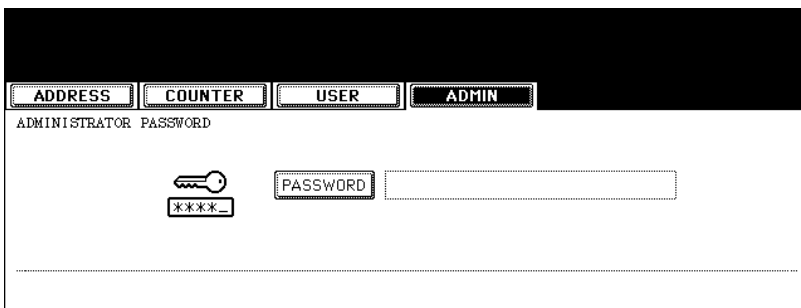 ADDRESS COUNTER USER ADMIN
ADMINISTRATOR PASSWORD
PASSWORD
****_